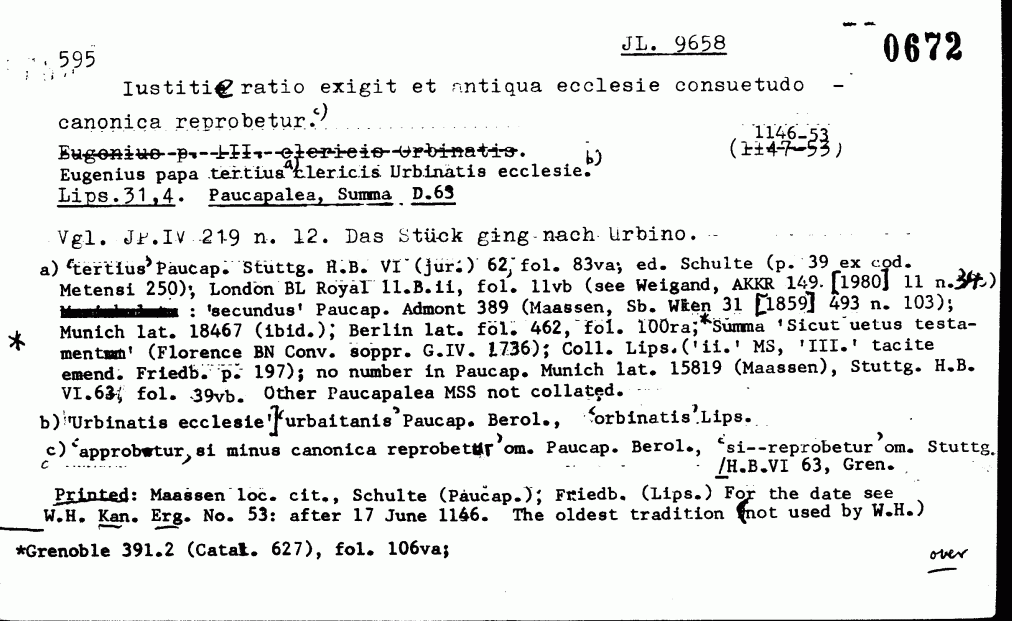 JL. 9658
0672
595
Iustitie ratio exigit et antiqua ecclesie consuetudo -
canonica reprobetur.c)
1146-53
Eugenius p. III. clericis Urbinatis.
(1147-53)
Eugenius papa tertius a) clericis Urbinatis ecclesie. b)
Lips.31,4. Paucapalea, Summa D.63
Vgl. JP.IV 219 n. 12. Das Stück ging nach Urbino.
a) 'tertius' Paucap. Stuttg. H.B. VI (jur.) 62, fol. 83va; ed. Schulte (p. 39 ex cod.
Metensi 250); London BL Royal 11.B.ii, fol. 11vb (see Weigand, AKKR 149 [1980] 11 n.34)
: 'secundus' Paucap. Admont 389 (Maassen, Sb. Wien 31 [1859] 493 n. 103);
* Munich lat. 18467 (ibid.); Berlin lat. fol. 462, fol. 100ra;* Summa 'Sicut uetus testa-
mentum' (Florence BN Conv. soppr. G.IV. 1736); Coll. Lips.('ii.' MS, 'III.' tacite
emend. Friedb. p. 197); no number in Paucap. Munich lat. 15819 (Maassen), Stuttg. H.B.
VI.63, fol. 39vb. Other Paucapalea MSS not collated.
b) 'Urbinatis ecclesie'] 'urbaitanis' Paucap. Berol., 'orbinatis' Lips.
c) 'approbetur, si minus canonica reprobetur' om. Paucap. Berol., 'si--reprobetur' om. Stuttg.
c
/H.B.VI 63, Gren.
Printed: Maassen loc. cit., Schulte (Paucap.); Friedb. (Lips.) For the date see
W.H. Kan. Erg. No. 53: after 17 June 1146. The oldest tradition (not used by W.H.)
*Grenoble 391.2 (Catal. 627), fol. 106va;
over